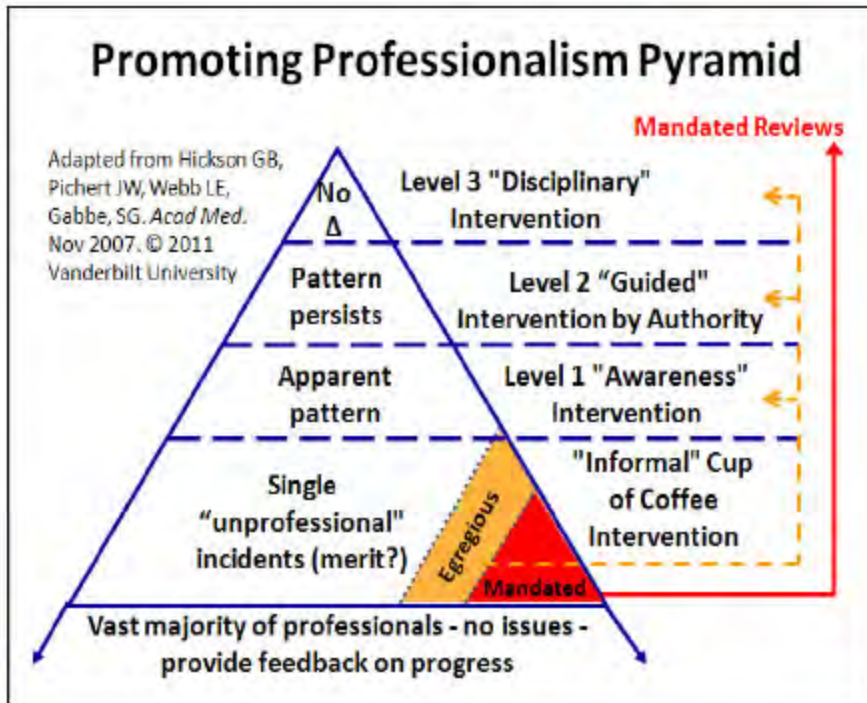 Promoting Professionalism Pyramid
Mandated Reviews
Adapted from Hickson GB,
Pichert JW, Webb LE,
Gabbe, SG. Acad Med.
Nov 2007. © 2011
Vanderbilt University
No
Δ
Level 3 "Disciplinary"
Intervention
Pattern
persists
Level 2 “Guided"
Intervention by Authority
Apparent
pattern
Level 1 "Awareness"
Intervention
Single
“unprofessional"
incidents (merit?)
Egregious
Mandated
"Informal" Cup
of Coffee
Intervention
Vast majority of professionals - no issues -
provide feedback on progress